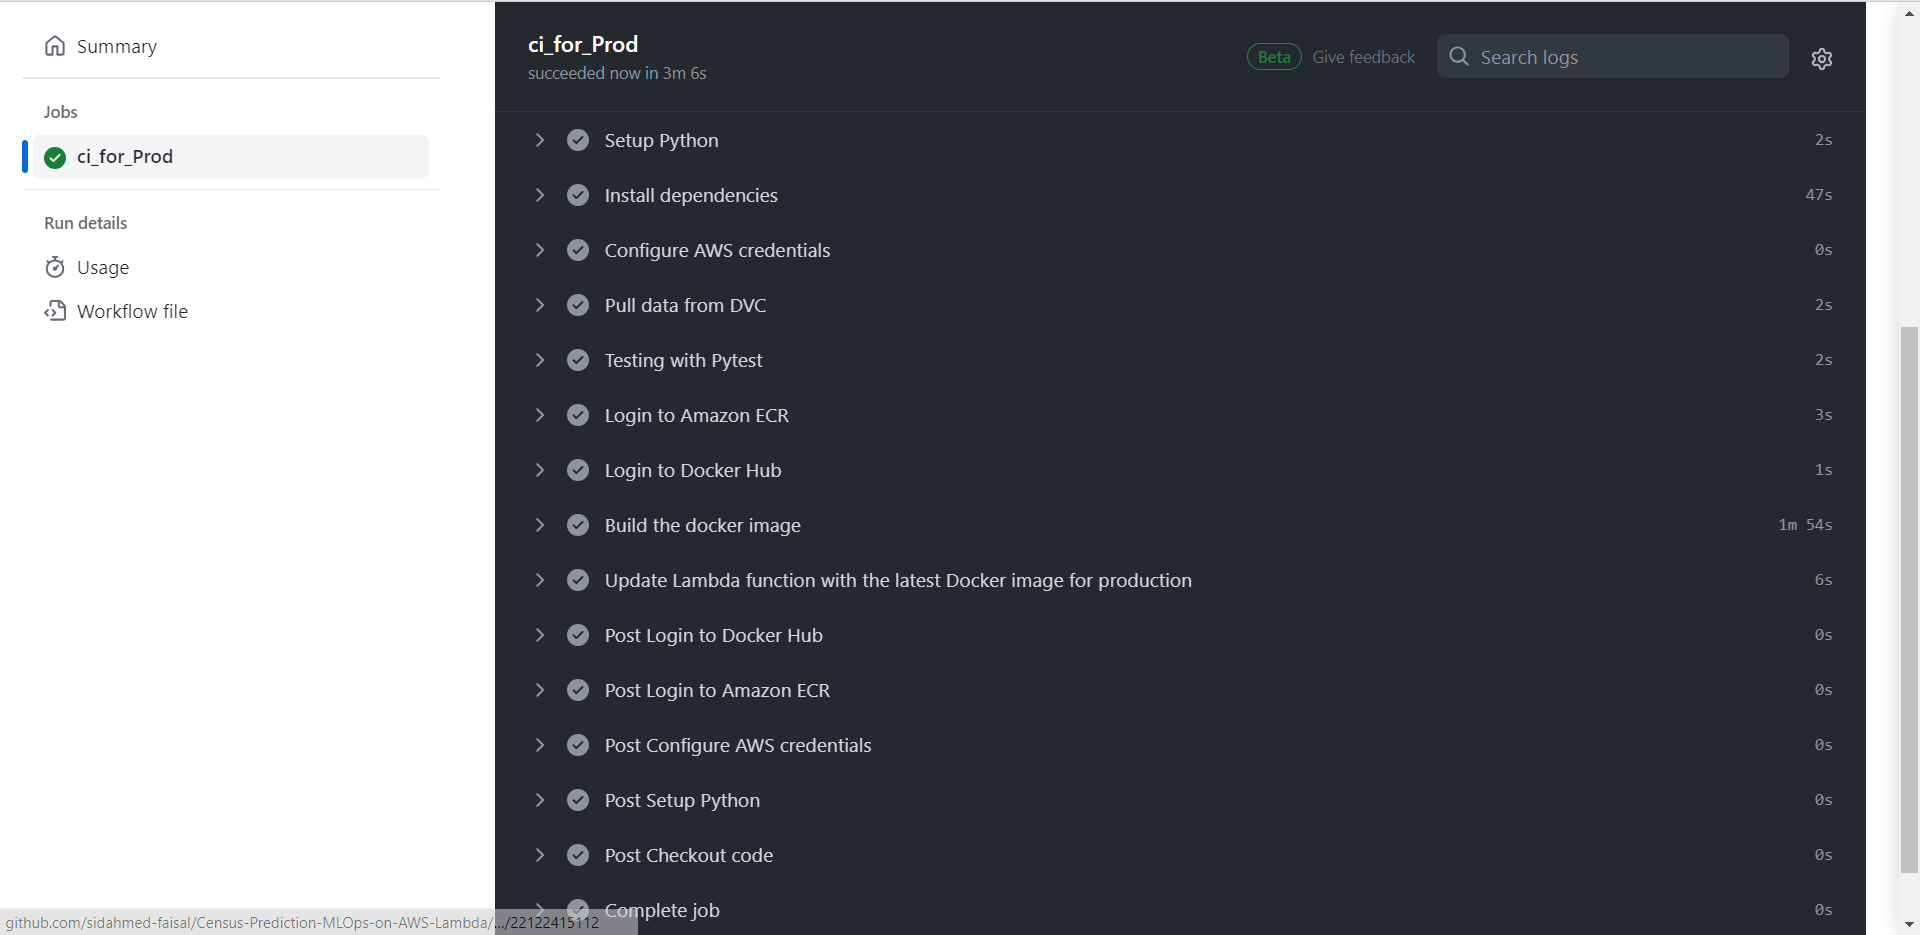 Summary
Jobs
ci_for_Prod
Run details
Usage
Workflow file
ci_for_Prod
succeeded now in 3m 6s
Beta Give feedback
Search logs
Setup Python 2s
Install dependencies 47s
Configure AWS credentials 0s
Pull data from DVC 2s
Testing with Pytest 2s
Login to Amazon ECR 3s
Login to Docker Hub 1s
Build the docker image 1m 54s
Update Lambda function with the latest Docker image for production 6s
Post Login to Docker Hub 0s
Post Login to Amazon ECR 0s
Post Configure AWS credentials 0s
Post Setup Python 0s
Post Checkout code 0s
Complete job 0s
github.com/sidahmed-faisal/Census-Prediction-MLOps-on-AWS-Lambda/.../22122415112